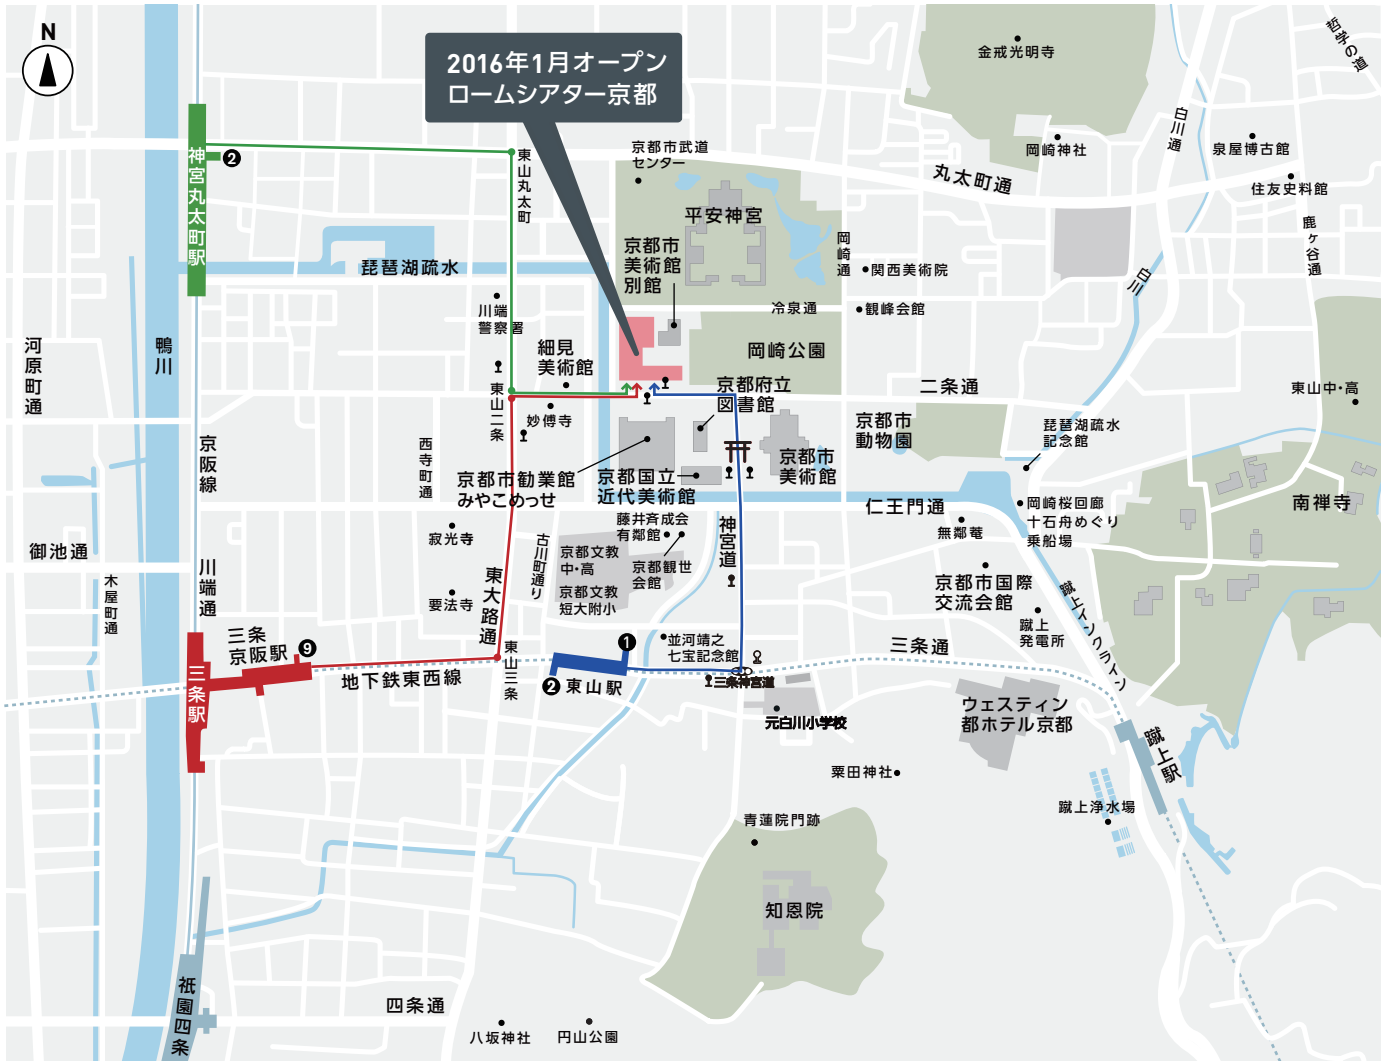 N
2016年1月オープン
ロームシアター京都
金戒光明寺
哲学の道
白川通
岡崎神社
泉屋博古館
住友史料館
丸太町通
鹿ヶ谷通
京都市武道
センター
平安神宮
神宮丸太町駅
2
東山丸太町
京都市
美術館
別館
岡崎通
関西美術院
白川
琵琶湖疏水
冷泉通
観峰会館
川端
警察署
細見
美術館
岡崎公園
河原町通
鴨川
東山二条
妙傅寺
京都府立
図書館
二条通
東山中・高
京都市
動物園
琵琶湖疏水
記念館
京阪線
西寺町通
京都市勧業館
みやこめっせ
京都国立
近代美術館
京都市
美術館
仁王門通
岡崎桜回廊
十石舟めぐり
乗船場
南禅寺
無鄰菴
藤井斉成会
有鄰館
神宮道
寂光寺
古川町通り
京都文教
中・高
京都文教
短大附小
京都観世
会館
御池通
川端通
木屋町通
要法寺
東大路通
京都市国際
交流会館
蹴上インクライン
蹴上
発電所
三条
京阪駅
9
三条駅
地下鉄東西線
東山三条
1
2
東山駅
並河靖之
七宝記念館
三条通
三条神宮道
元白川小学校
ウェスティン
都ホテル京都
蹴上駅
粟田神社
蹴上浄水場
青蓮院門跡
知恩院
祇園四条
四条通
八坂神社
円山公園